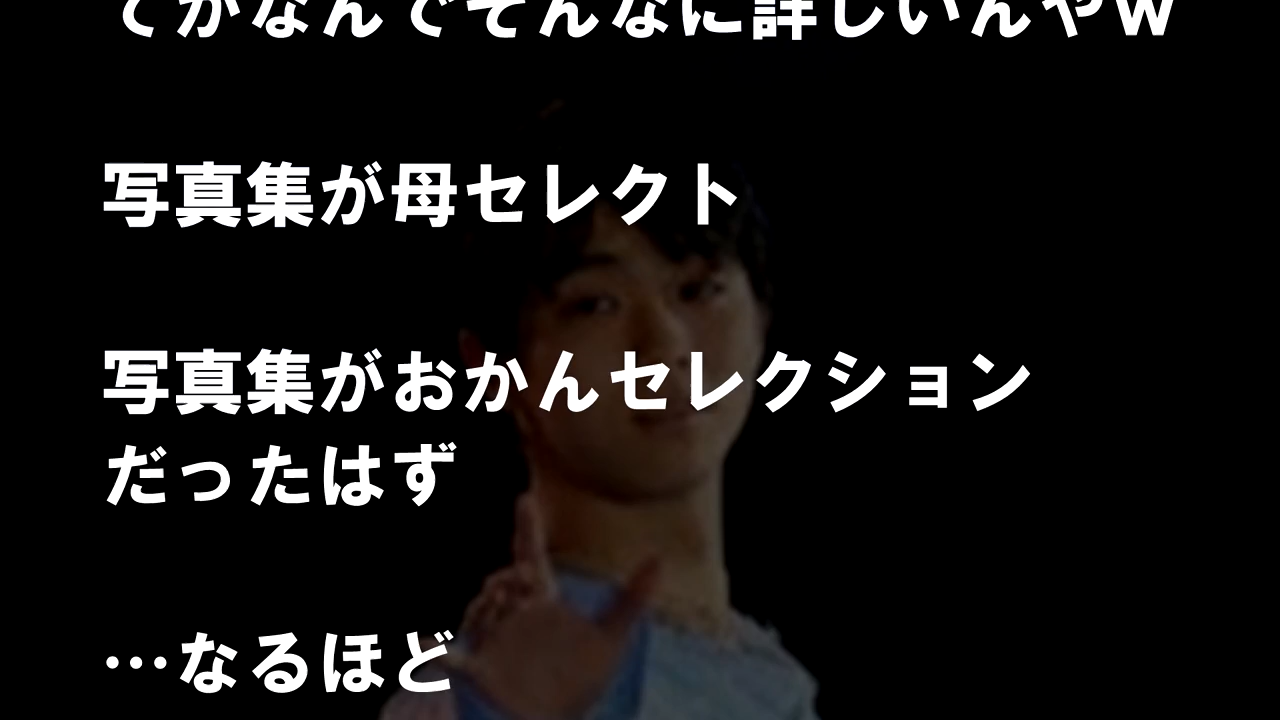 てかなんでそんなに詳しいんやw
写真集が母セレクト
写真集がおかんセレクション
だったはず
…なるほど